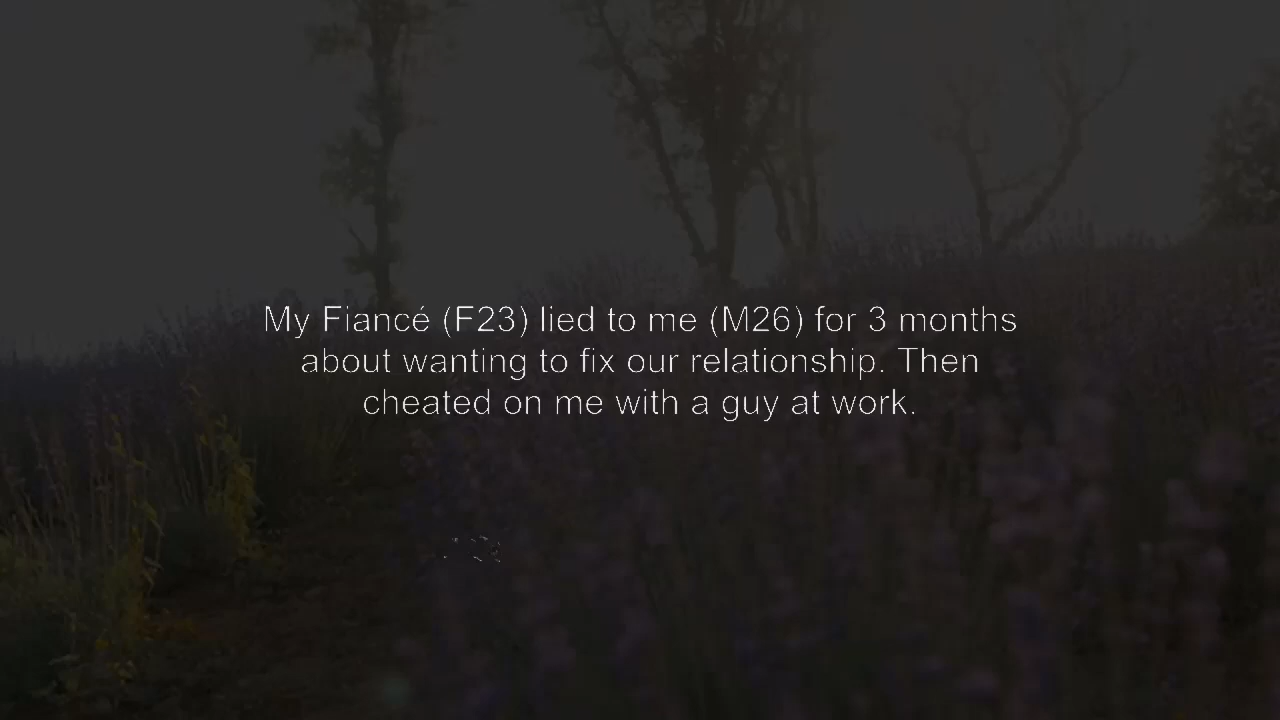 My Fiancé (F23) lied to me (M26) for 3 months
about wanting to fix our relationship. Then
cheated on me with a guy at work.